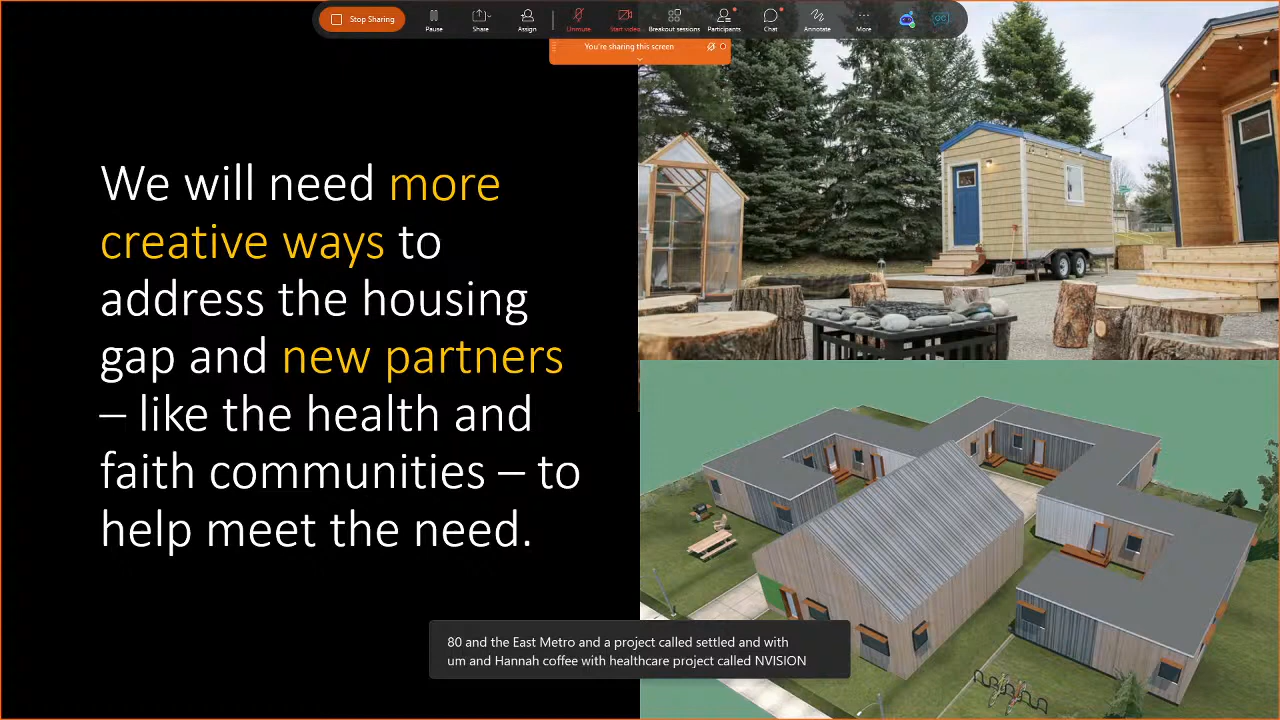 Stop Sharing
Pause
Share
Assign
Unmute
Start video
Breakout sessions
Participants
Chat
Annotate
More
CC
You're sharing this screen
We will need more
creative ways to
address the housing
gap and new partners
– like the health and
faith communities – to
help meet the need.
80 and the East Metro and a project called settled and with
um and Hannah coffee with healthcare project called NVISION